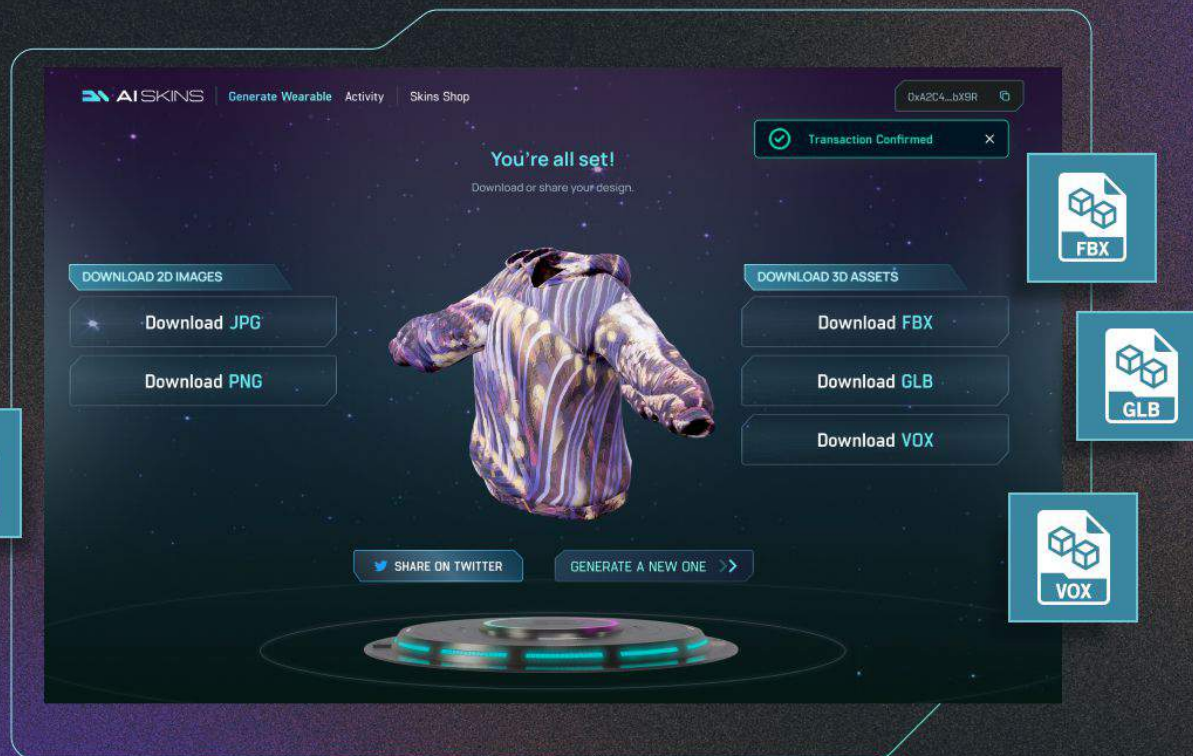 AI SKINS
Generate Wearable Activity Skins Shop
0xA2C4...bX9R
Transaction Confirmed
You're all set!
Download or share your design.
DOWNLOAD 2D IMAGES
Download JPG
Download PNG
DOWNLOAD 3D ASSETS
Download FBX
Download GLB
Download VOX
SHARE ON TWITTER
GENERATE A NEW ONE
FBX
GLB
VOX